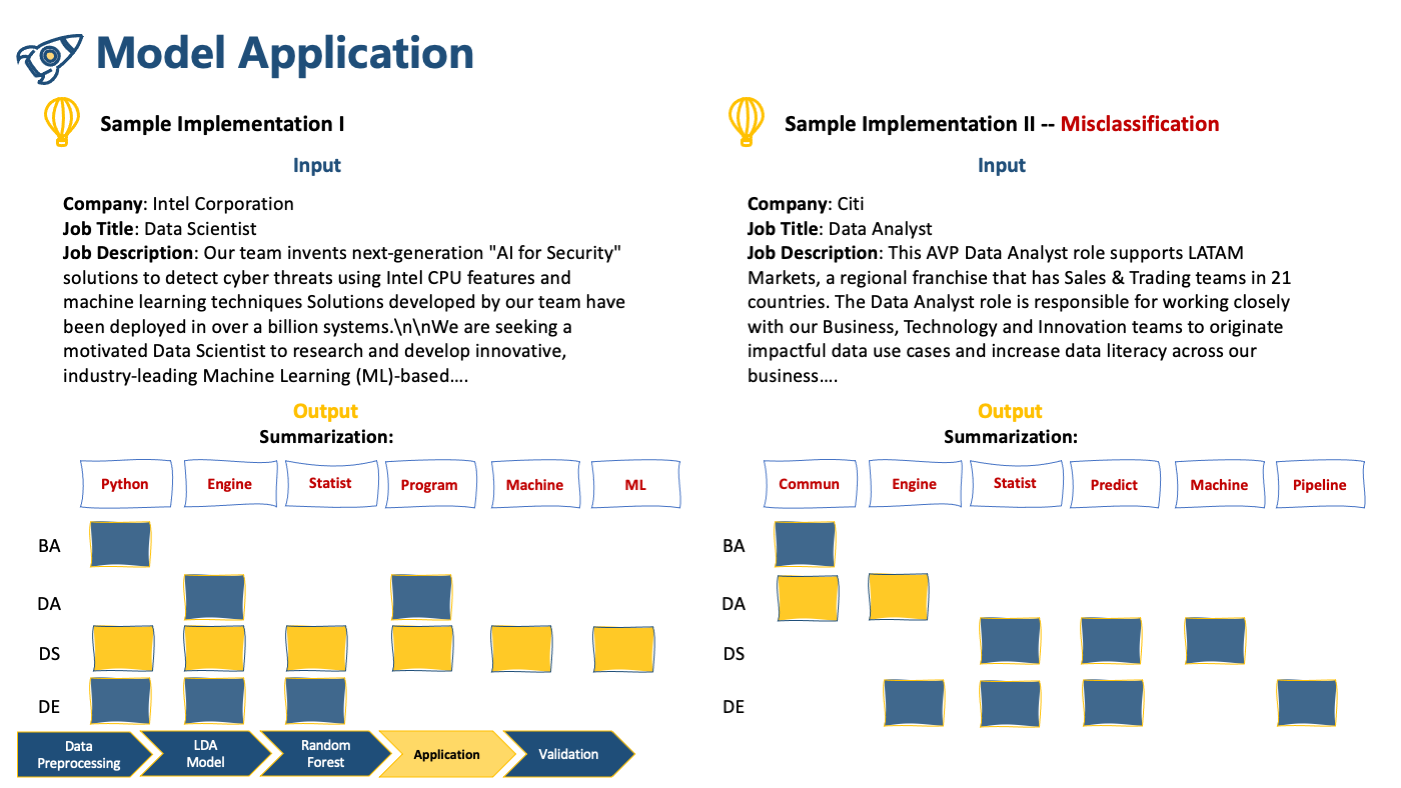 Model Application
Sample Implementation I
Input
Company: Intel Corporation
Job Title: Data Scientist
Job Description: Our team invents next-generation "AI for Security"
solutions to detect cyber threats using Intel CPU features and
machine learning techniques Solutions developed by our team have
been deployed in over a billion systems.\n\nWe are seeking a
motivated Data Scientist to research and develop innovative,
industry-leading Machine Learning (ML)-based....
Output
Summarization:
Python Engine Statist Program Machine ML
BA
DA
DS
DE
Sample Implementation II -- Misclassification
Input
Company: Citi
Job Title: Data Analyst
Job Description: This AVP Data Analyst role supports LATAM
Markets, a regional franchise that has Sales & Trading teams in 21
countries. The Data Analyst role is responsible for working closely
with our Business, Technology and Innovation teams to originate
impactful data use cases and increase data literacy across our
business....
Output
Summarization:
Commun Engine Statist Predict Machine Pipeline
BA
DA
DS
DE
Data
Preprocessing
LDA
Model
Random
Forest
Application
Validation